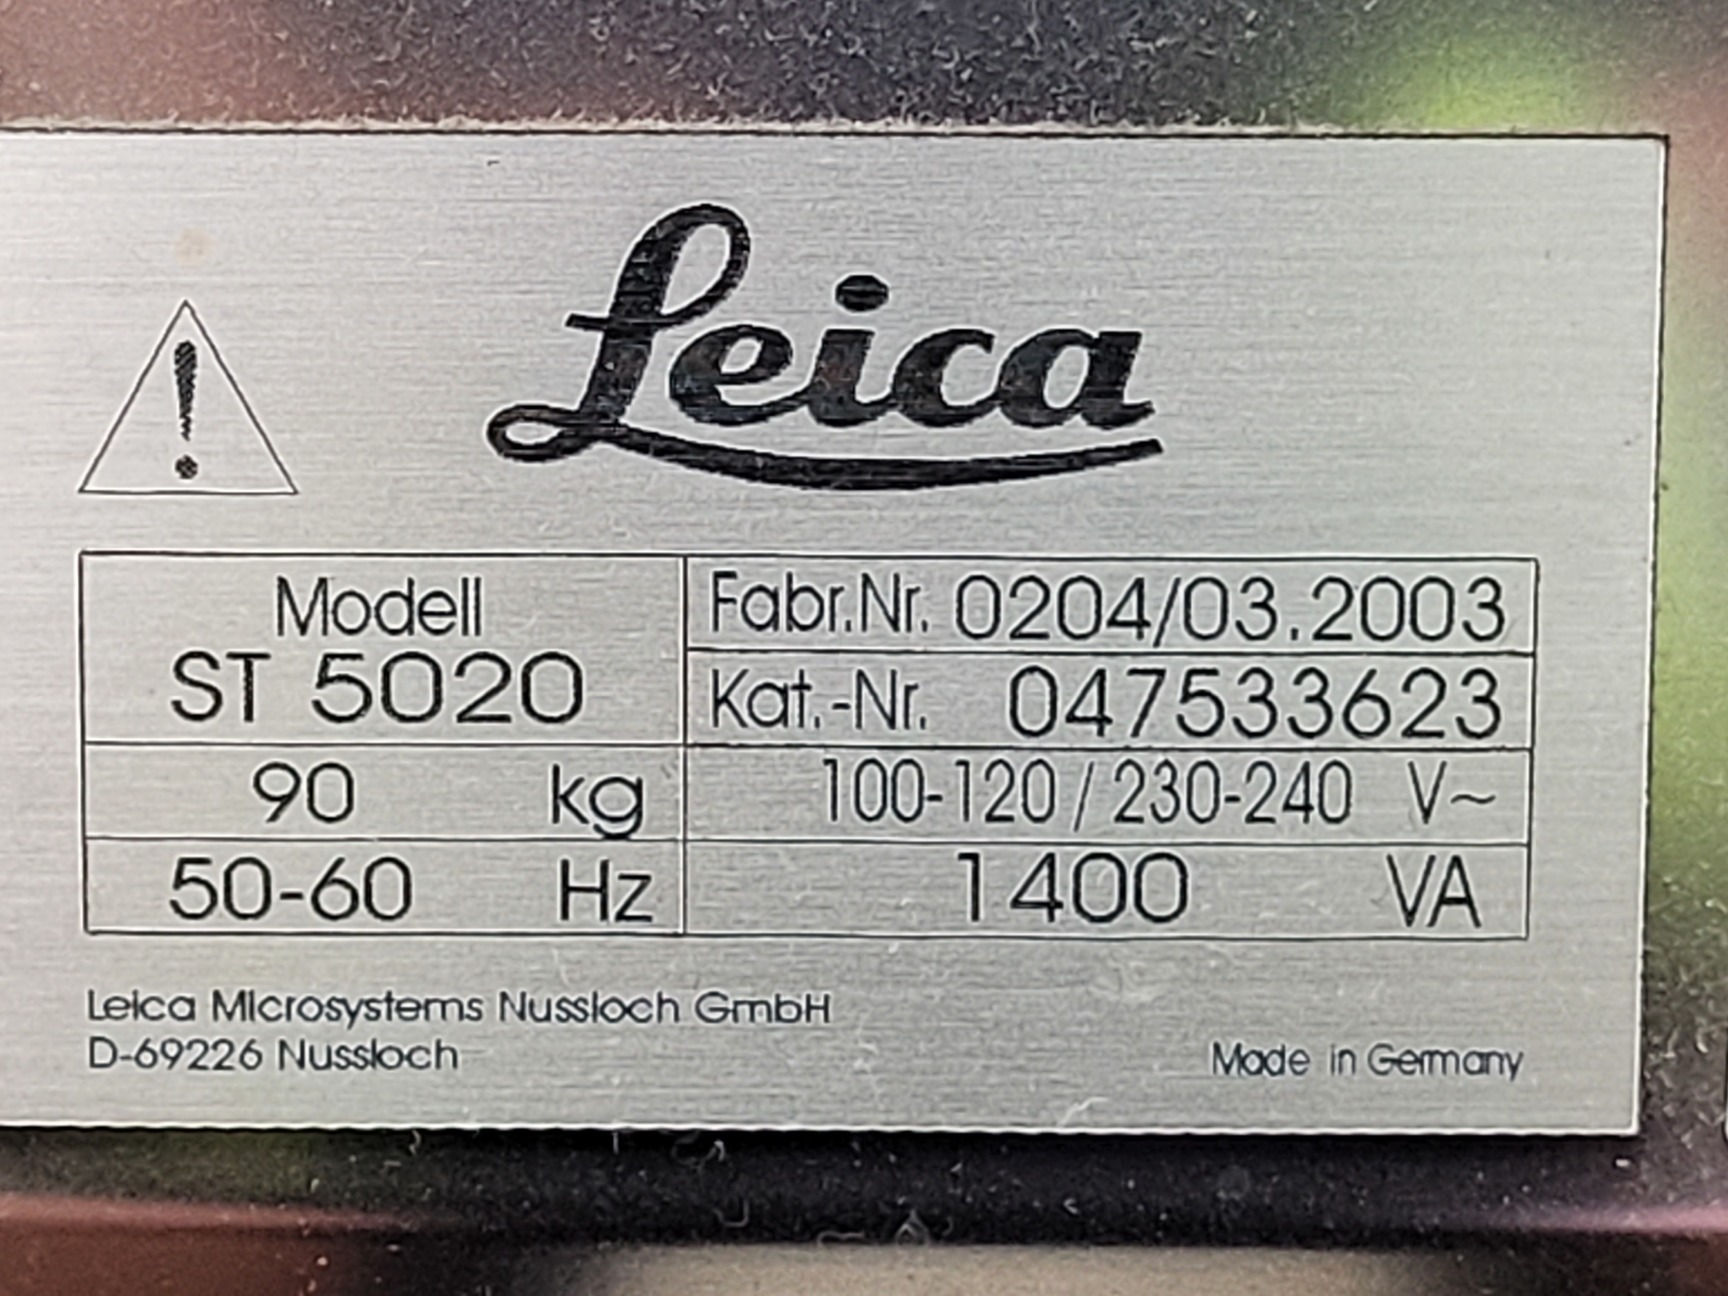 Leica
Modell
ST 5020
Fabr.Nr. 0204/03.2003
Kat.-Nr. 047533623
90 kg
100-120 / 230-240 V~
50-60 Hz
1400 VA
Leica Microsystems Nussloch GmbH
D-69226 Nussloch
Made in Germany